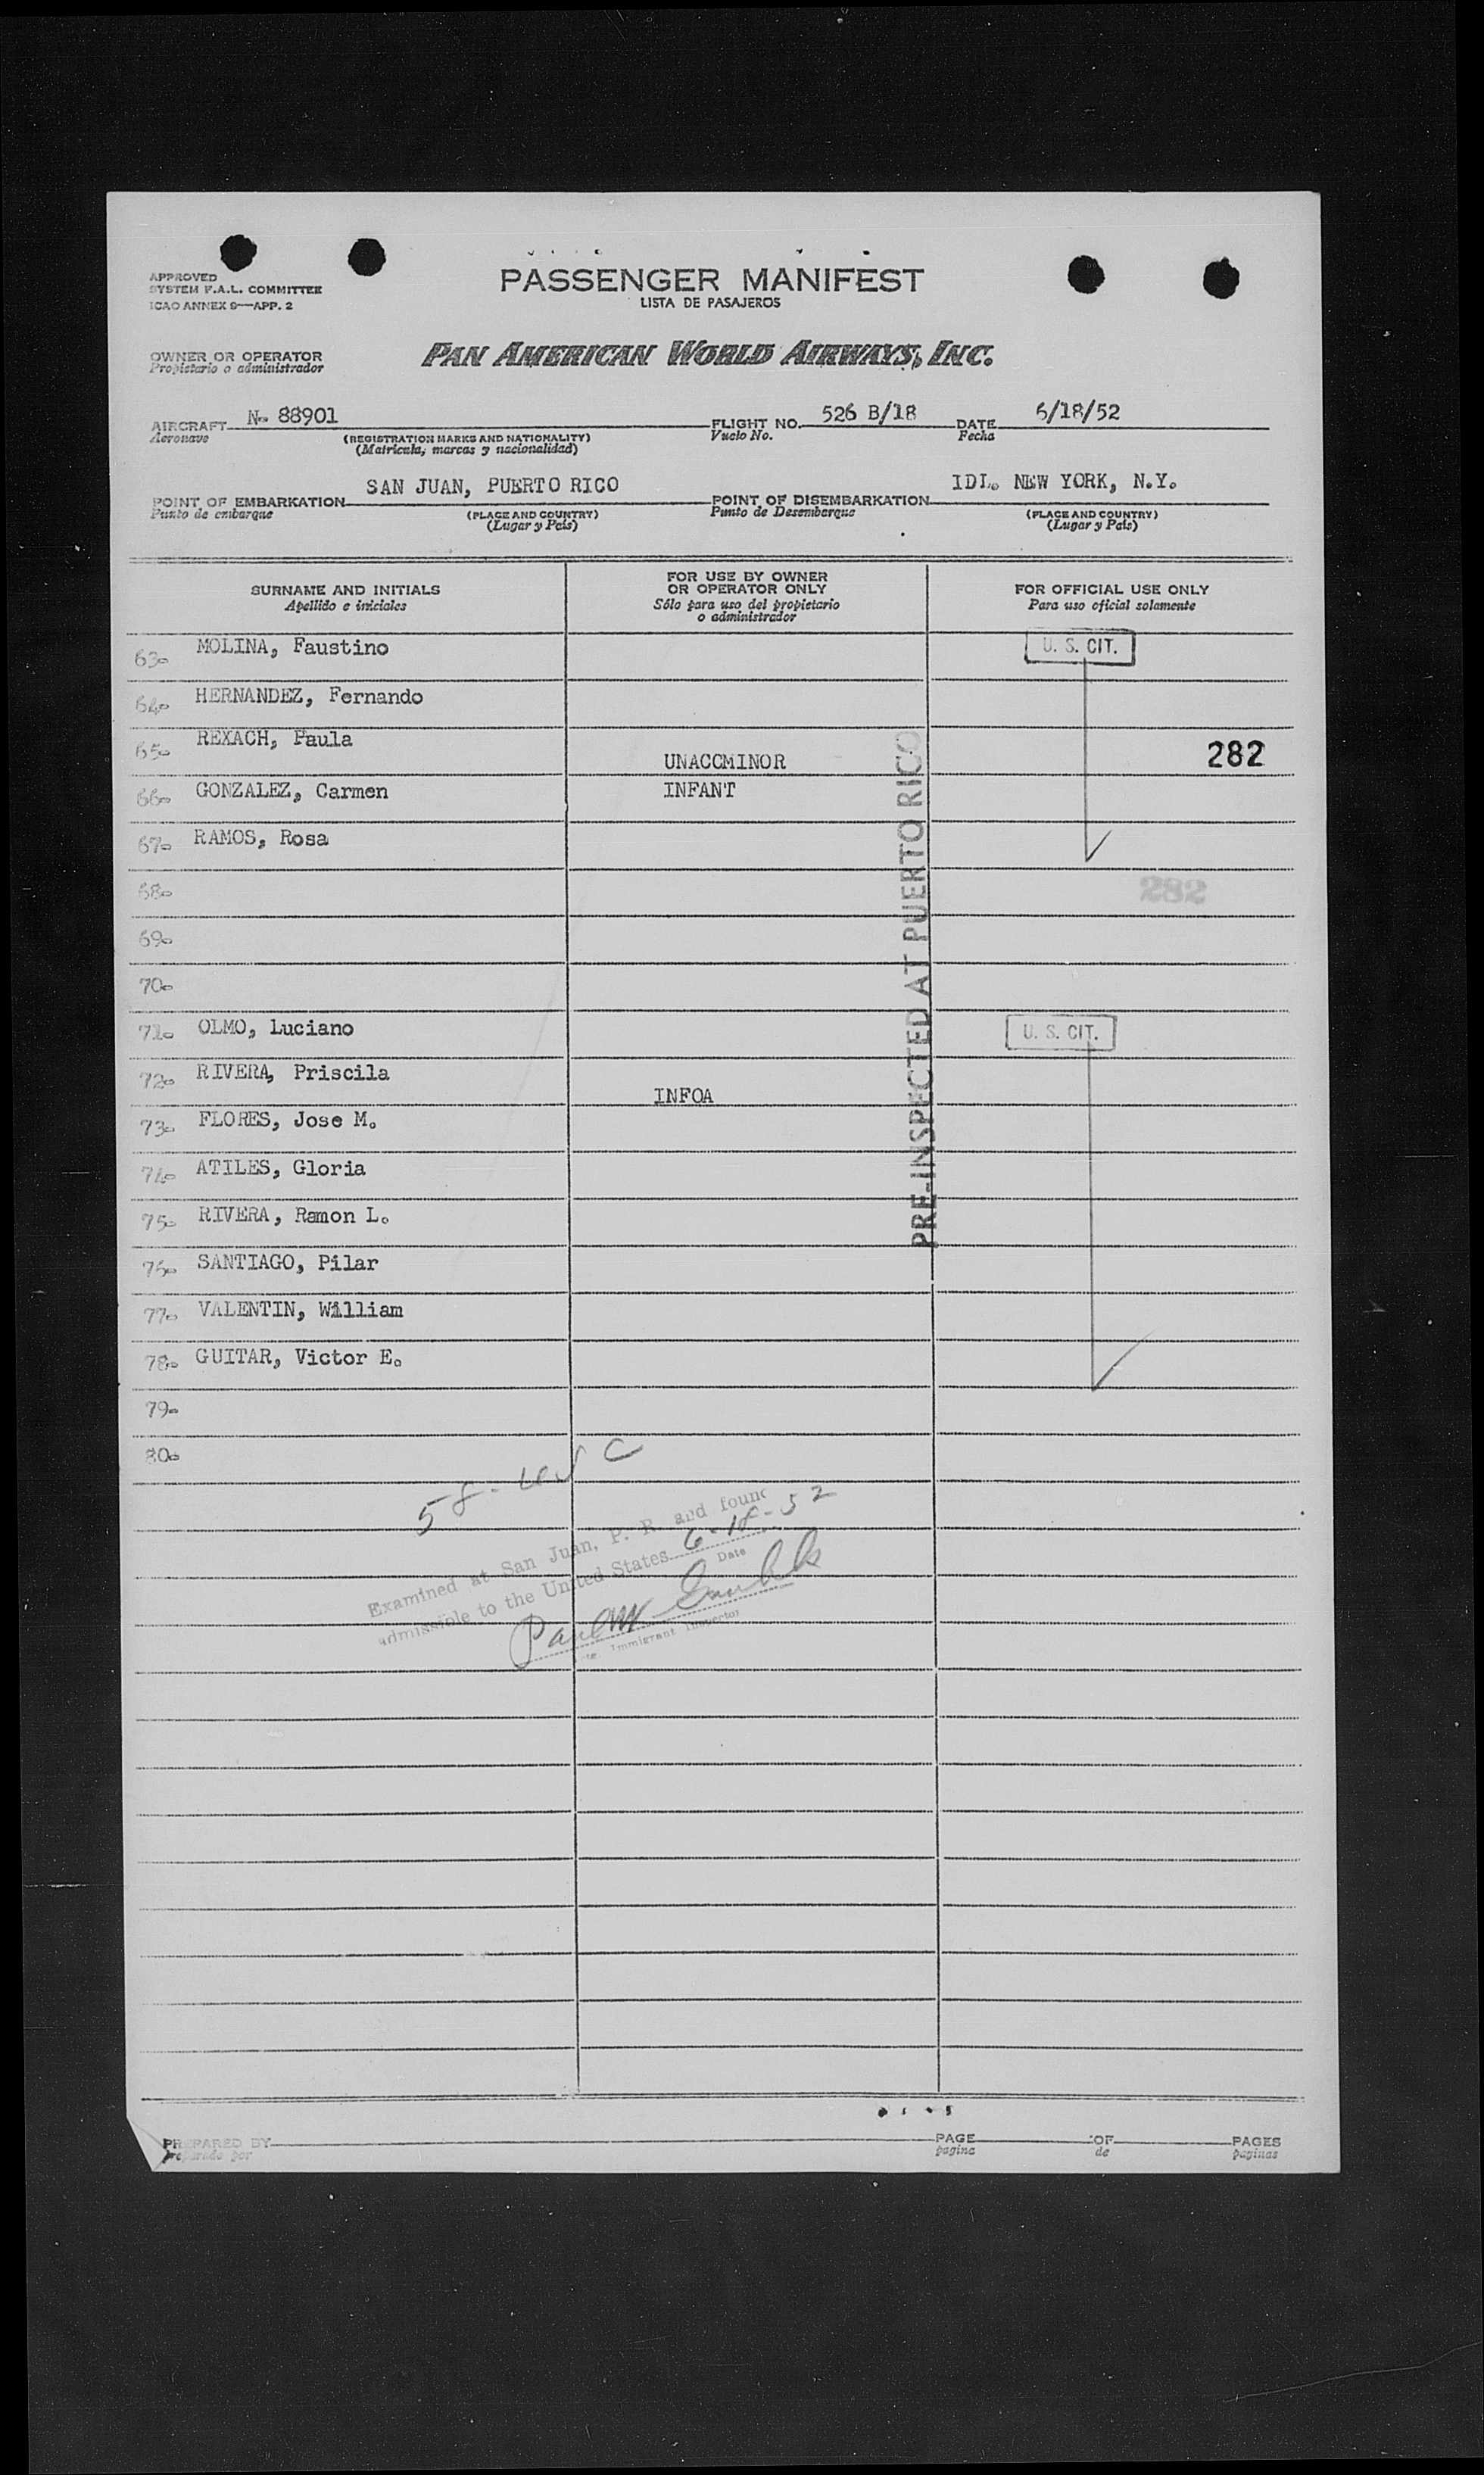 APPROVED
SYSTEM F.A.L. COMMITTEE
ICAO ANNEX 9—APP. 2
PASSENGER MANIFEST
LISTA DE PASAJEROS
OWNER OR OPERATOR
Propietario o administrador
PAN AMERICAN WORLD AIRWAYS, INC.
AIRCRAFT N- 88901
Aeronave
(REGISTRATION MARKS AND NATIONALITY)
(Matricula, marcas y nacionalidad)
FLIGHT NO. 526 B/18
Vuelo No.
DATE 6/18/52
Fecha
POINT OF EMBARKATION SAN JUAN, PUERTO RICO
Punto de embarque
(PLACE AND COUNTRY)
(Lugar y País)
POINT OF DISEMBARKATION IDL. NEW YORK, N.Y.
Punto de Desembarque
(PLACE AND COUNTRY)
(Lugar y País)
SURNAME AND INITIALS
Apellido e iniciales
FOR USE BY OWNER
OR OPERATOR ONLY
Sólo para uso del propietario
o administrador
FOR OFFICIAL USE ONLY
Para uso oficial solamente
63. MOLINA, Faustino U. S. CIT.
64. HERNANDEZ, Fernando
65. REXACH, Paula UNACCMINOR 282
66. GONZALEZ, Carmen INFANT
67. RAMOS, Rosa
68. 282
69.
70.
71. OLMO, Luciano U. S. CIT.
72. RIVERA, Priscila INFOA
73. FLORES, Jose M.
74. ATILES, Gloria
75. RIVERA, Ramon L.
76. SANTIAGO, Pilar
77. VALENTIN, William
78. GUITAR, Victor E.
79.
80.
PRE-INSPECTED AT PUERTO RICO
58 - USC
Examined at San Juan, P. R. and found
admissible to the United States 6-18-52
Date
Immigrant Inspector
PREPARED BY
Preparado por
PAGE OF PAGES
pagina de paginas